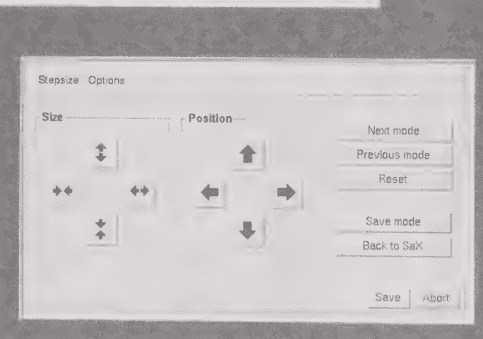 Stepsize Options
Size
Position
Next mode
Previous mode
Reset
Save mode
Back to SaX
Save Abort